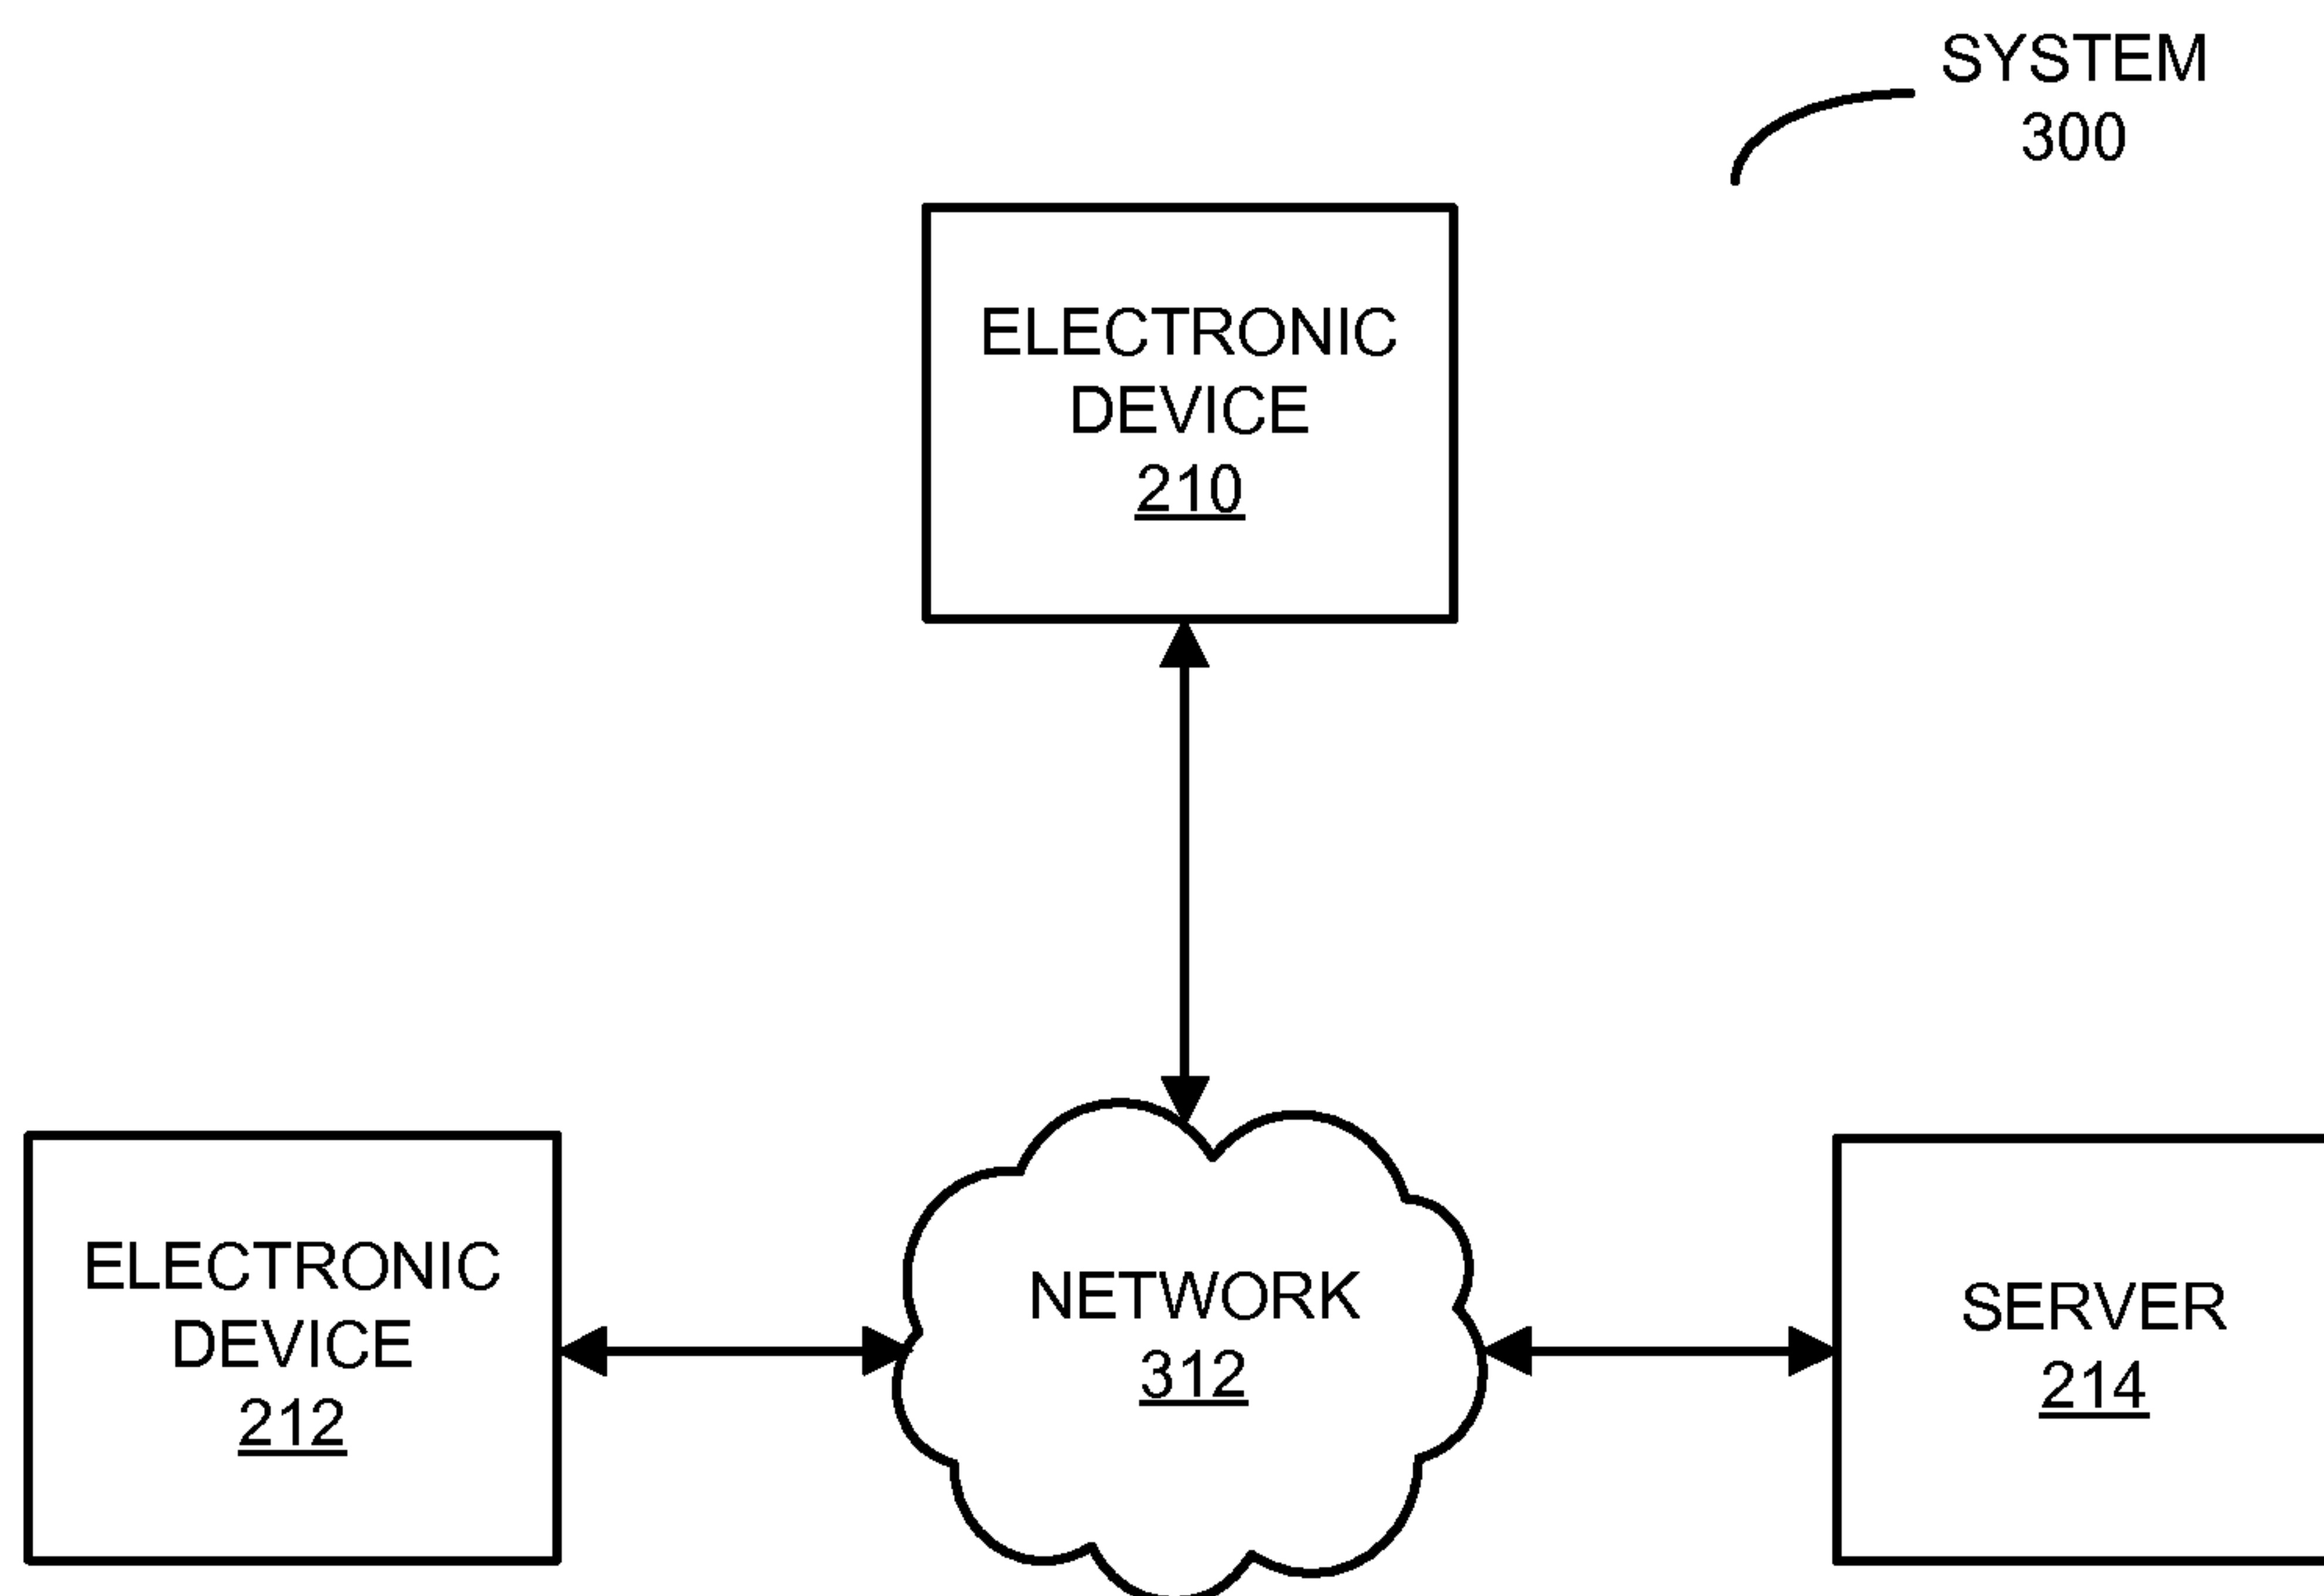 SYSTEM
300
ELECTRONIC
DEVICE
210
ELECTRONIC
DEVICE
212
NETWORK
312
SERVER
214